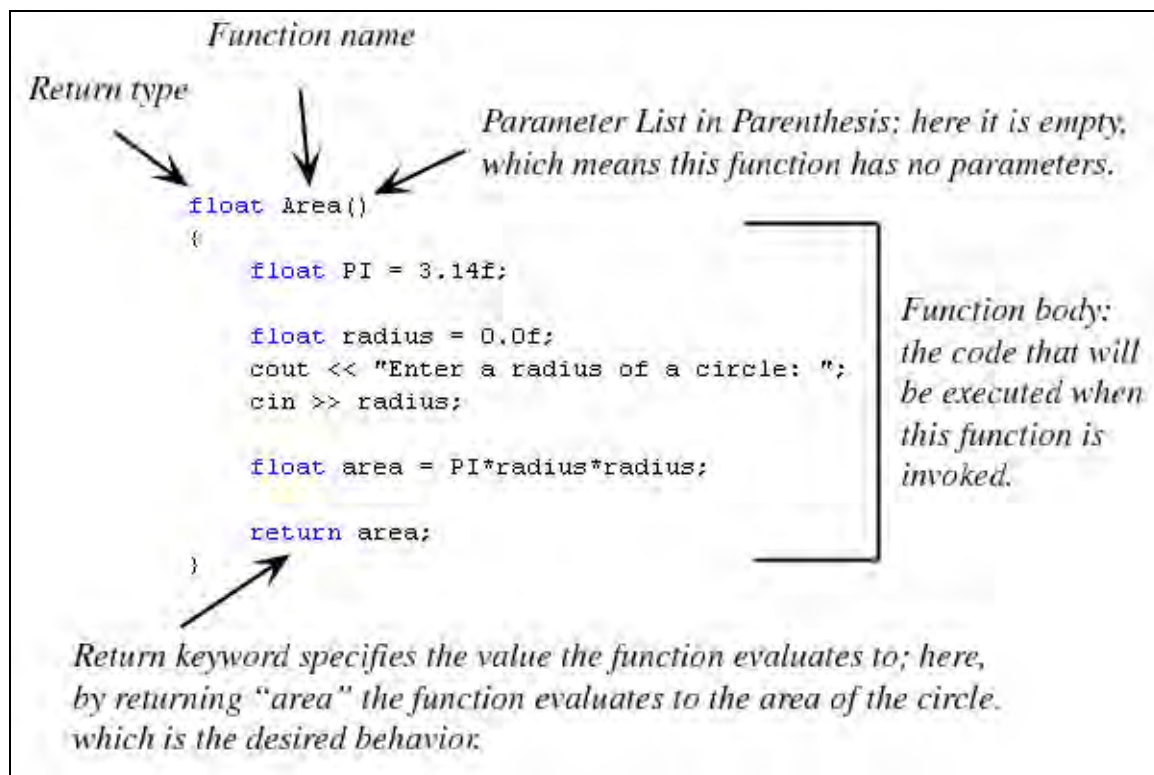 Function name
Return type
Parameter List in Parenthesis; here it is empty,
which means this function has no parameters.
float Area()
{
float PI = 3.14f;
float radius = 0.0f;
cout << "Enter a radius of a circle: ";
cin >> radius;
float area = PI*radius*radius;
return area;
}
Function body:
the code that will
be executed when
this function is
invoked.
Return keyword specifies the value the function evaluates to; here,
by returning “area” the function evaluates to the area of the circle.
which is the desired behavior.